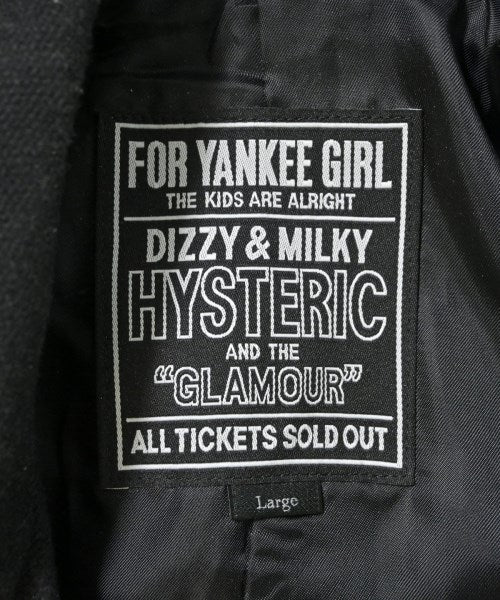 FOR YANKEE GIRL
THE KIDS ARE ALRIGHT
DIZZY & MILKY
HYSTERIC
AND THE
"GLAMOUR"
ALL TICKETS SOLD OUT
Large